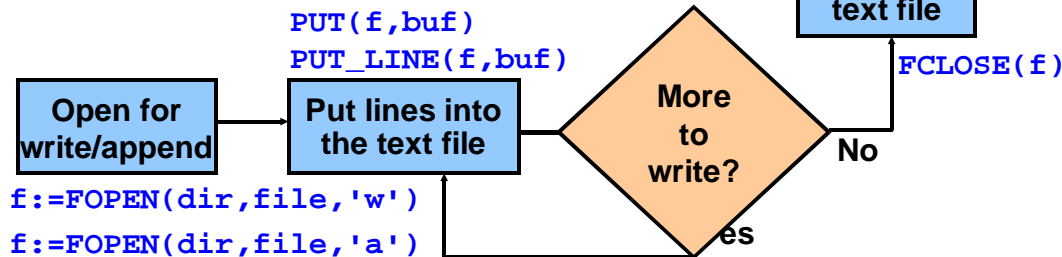 text file
PUT(f,buf)
PUT_LINE(f,buf)
FCLOSE(f)
Open for
write/append
Put lines into
the text file
More
to
write?
No
f:=FOPEN(dir,file,'w')
f:=FOPEN(dir,file,'a')